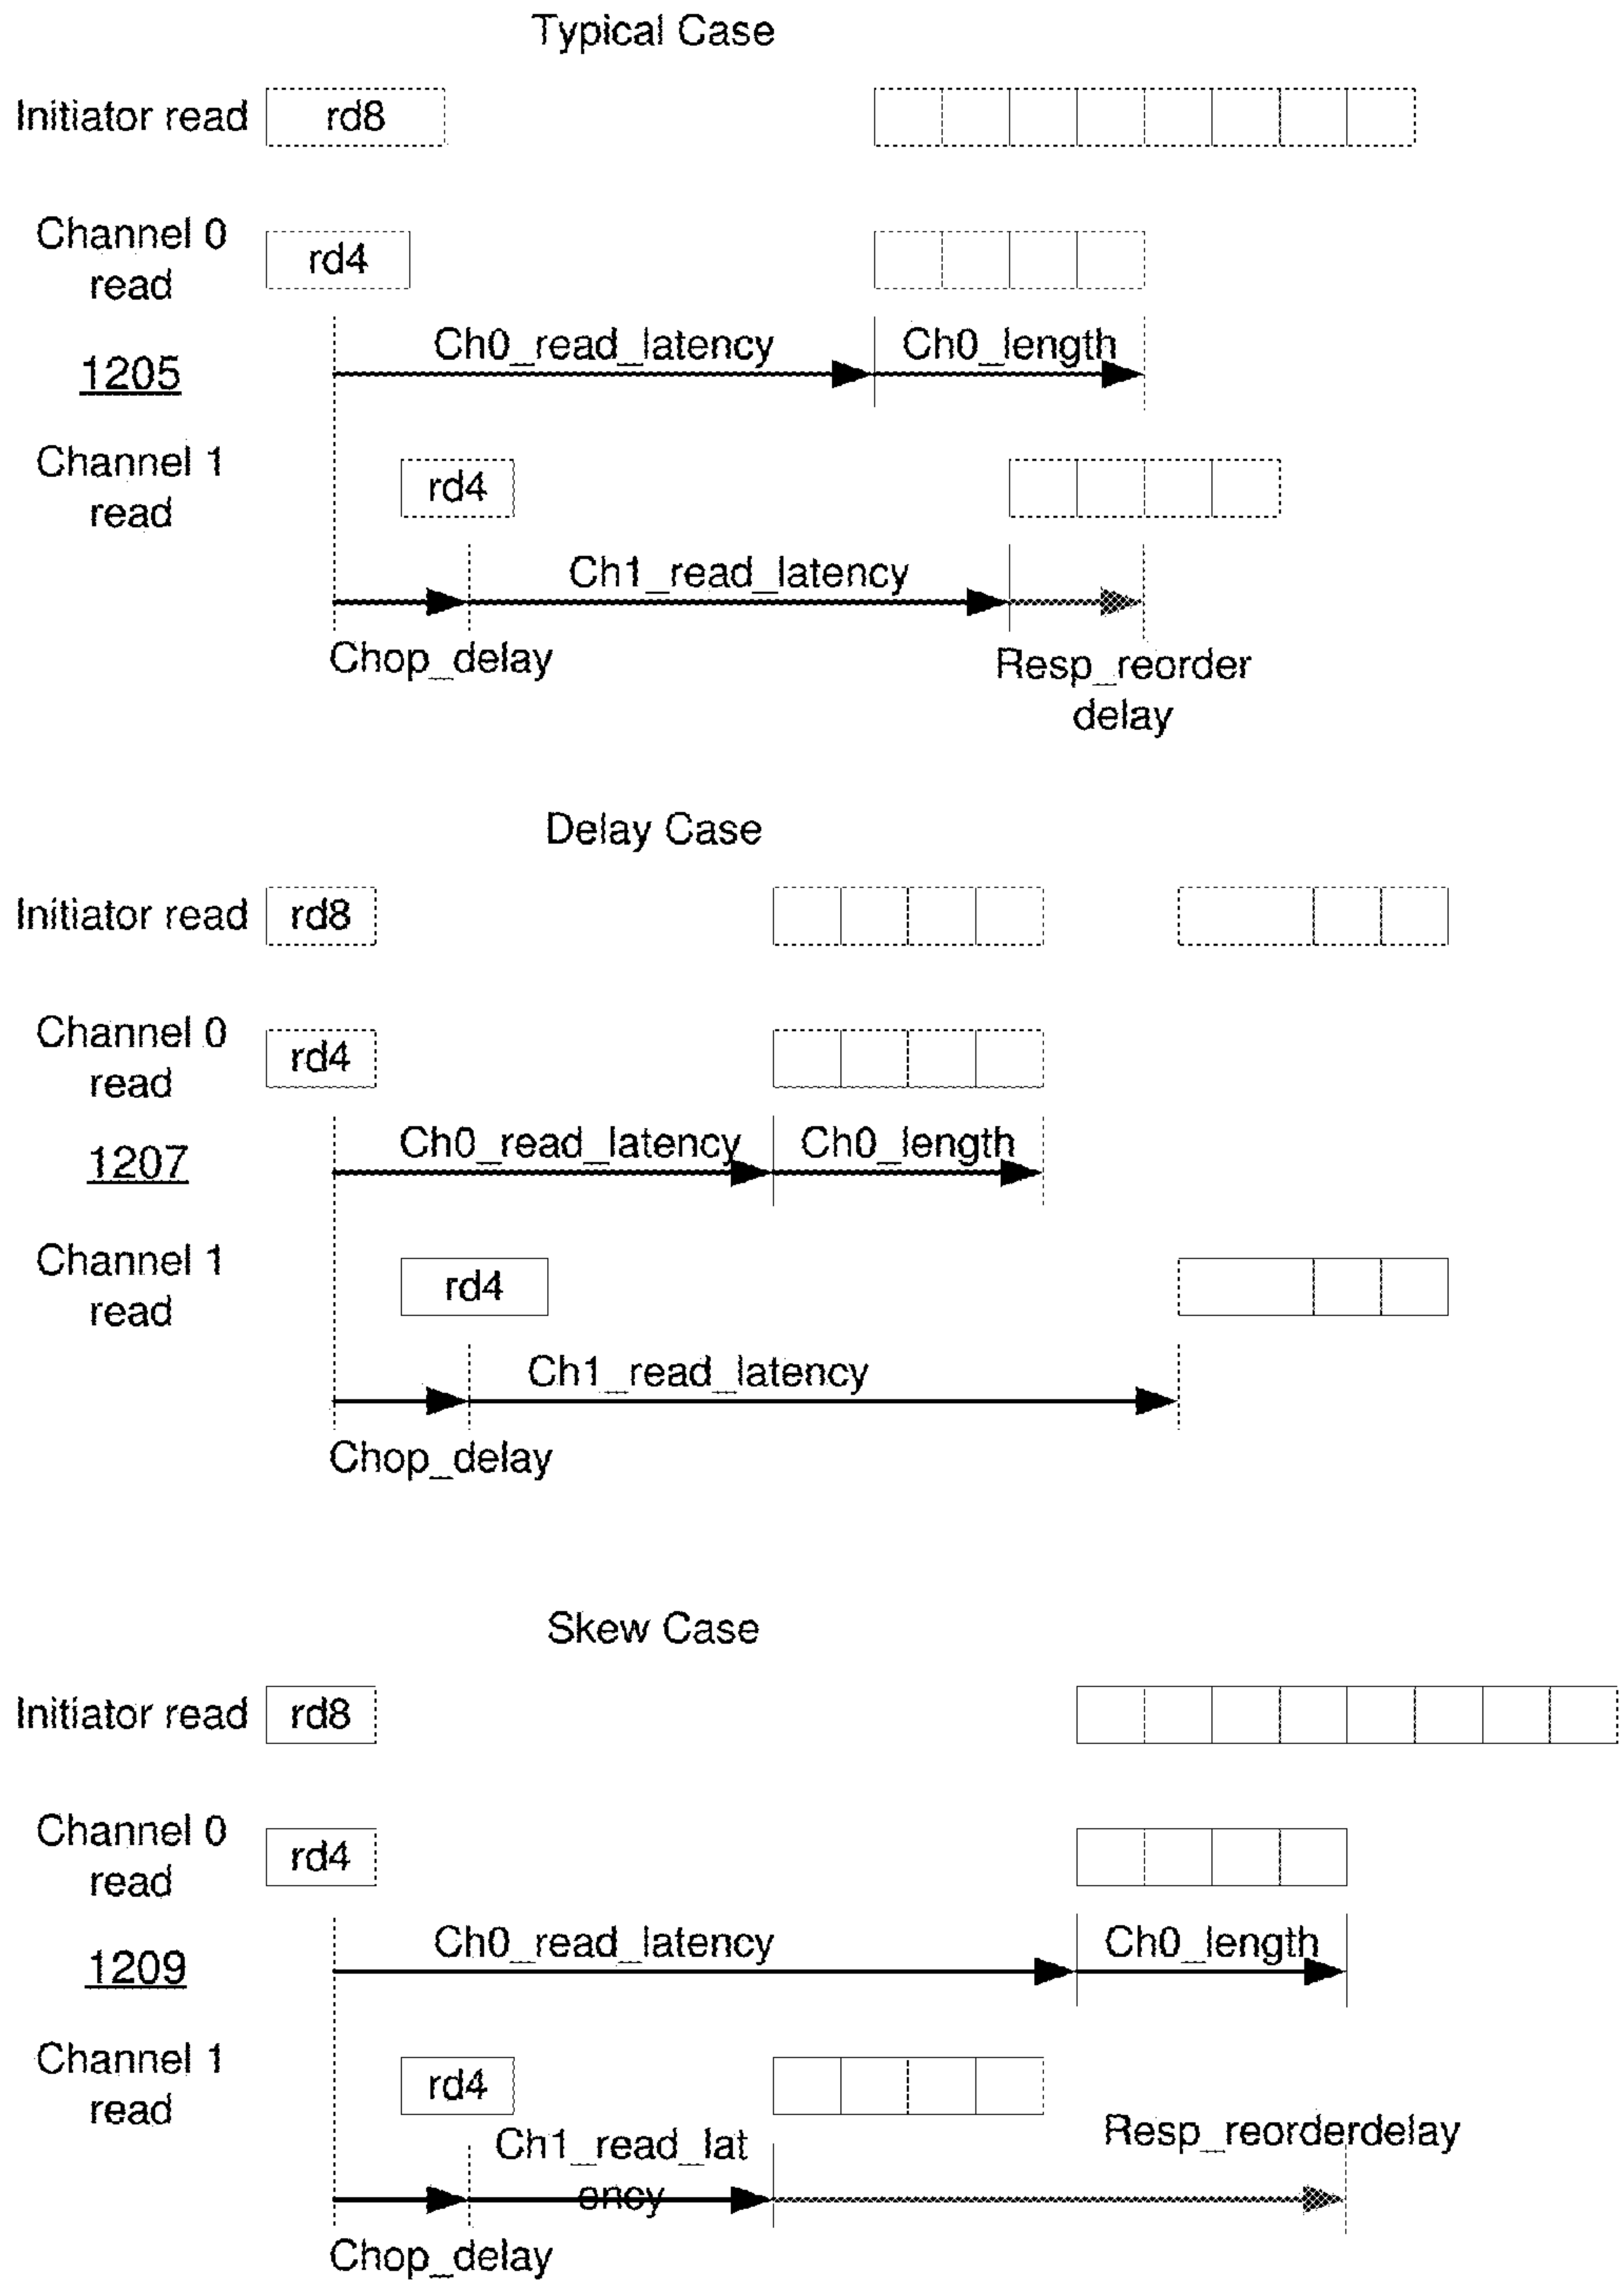 Typical Case
Initiator read
rd8
Channel 0
read
rd4
Ch0_read_latency
Ch0_length
1205
Channel 1
read
rd4
Ch1_read_latency
Chop_delay
Resp_reorder
delay
Delay Case
Initiator read
rd8
Channel 0
read
rd4
Ch0_read_latency
Ch0_length
1207
Channel 1
read
rd4
Ch1_read_latency
Chop_delay
Skew Case
Initiator read
rd8
Channel 0
read
rd4
Ch0_read_latency
Ch0_length
1209
Channel 1
read
rd4
Ch1_read_lat
ency
Resp_reorderdelay
Chop_delay